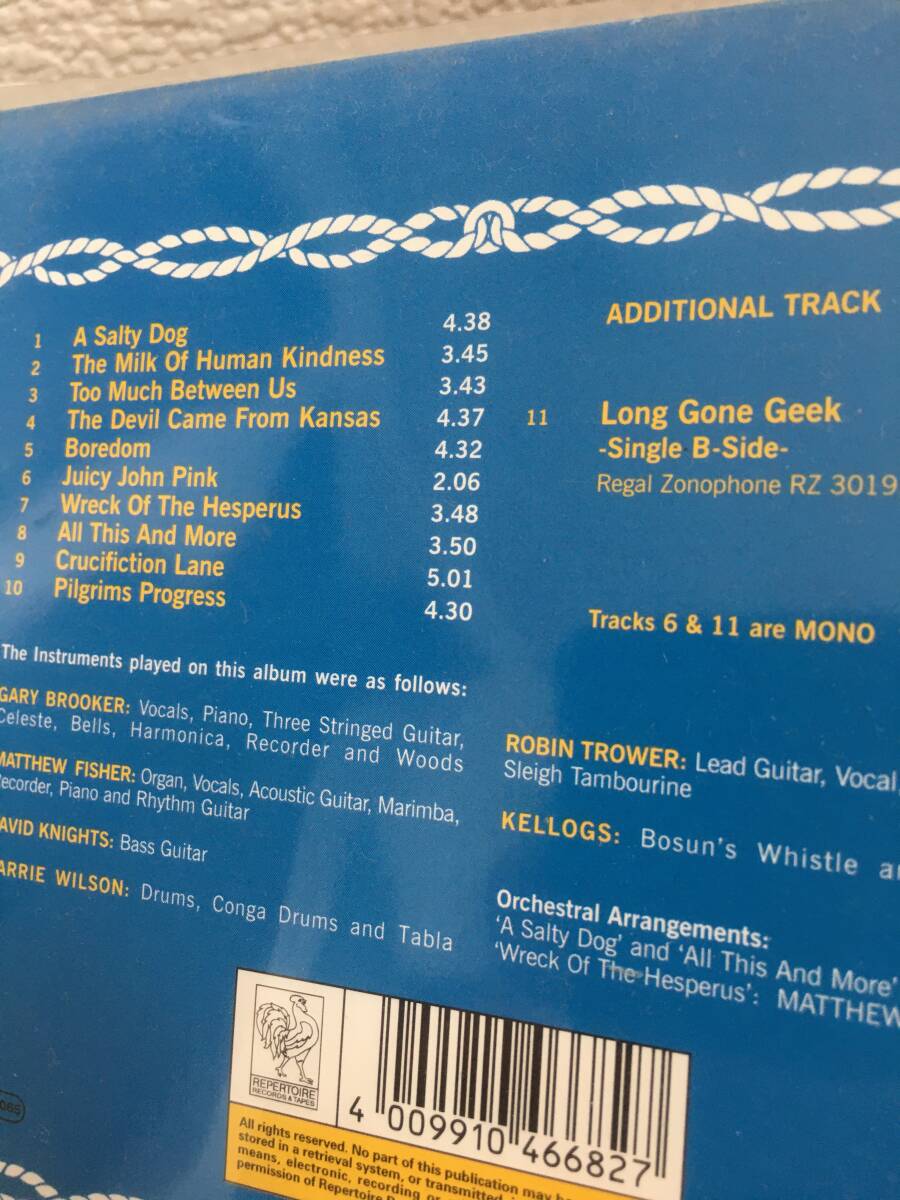 1 A Salty Dog 4.38
2 The Milk Of Human Kindness 3.45
3 Too Much Between Us 3.43
4 The Devil Came From Kansas 4.37
5 Boredom 4.32
6 Juicy John Pink 2.06
7 Wreck Of The Hesperus 3.48
8 All This And More 3.50
9 Crucifiction Lane 5.01
10 Pilgrims Progress 4.30
ADDITIONAL TRACK
11 Long Gone Geek
-Single B-Side-
Regal Zonophone RZ 3019
Tracks 6 & 11 are MONO
The Instruments played on this album were as follows:
GARY BROOKER: Vocals, Piano, Three Stringed Guitar,
Celeste, Bells, Harmonica, Recorder and Woods
MATTHEW FISHER: Organ, Vocals, Acoustic Guitar, Marimba,
Recorder, Piano and Rhythm Guitar
AVID KNIGHTS: Bass Guitar
ARRIE WILSON: Drums, Conga Drums and Tabla
ROBIN TROWER: Lead Guitar, Vocal,
Sleigh Tambourine
KELLOGS: Bosun's Whistle a
Orchestral Arrangements:
'A Salty Dog' and 'All This And More'
'Wreck Of The Hesperus': MATTHEW
REPERTOIRE
RECORDS & TAPES
4 009910 466827
All rights reserved. No part of this publication may be
stored in a retrieval system, or transmitted,
means, electronic, recording or
permission of Repertoire